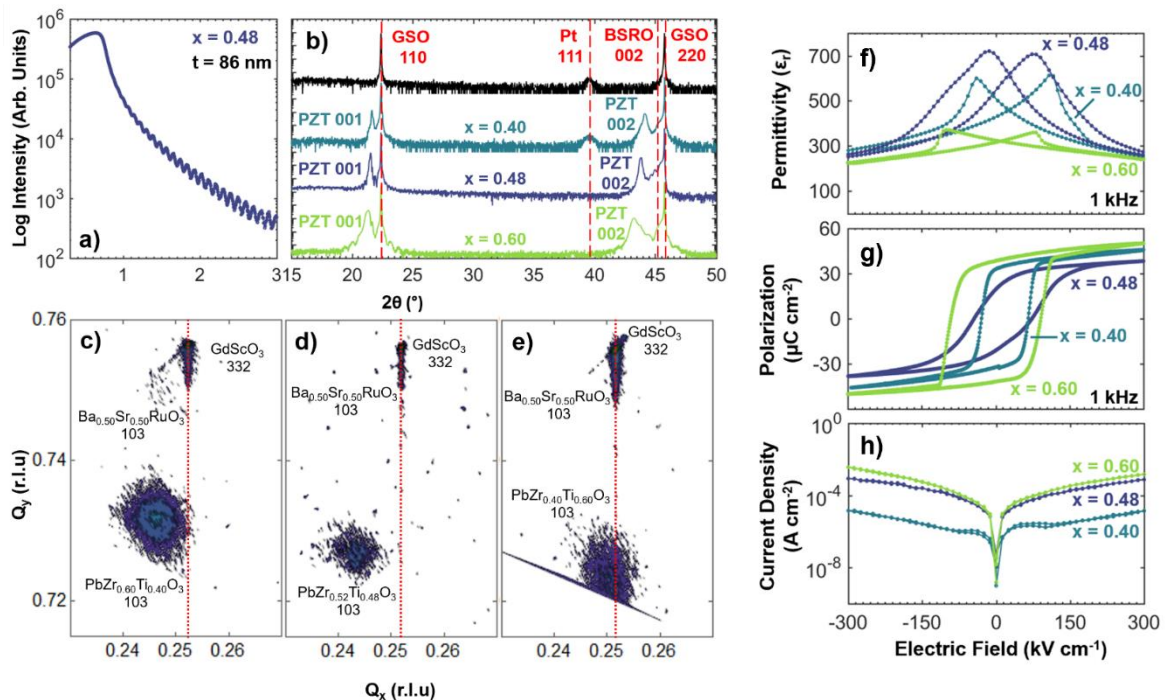 a)
x = 0.48
t = 86 nm
Log Intensity (Arb. Units)
10⁶
10⁵
10⁴
10³
10²
1
2
3
b)
GSO
110
Pt
111
BSRO
002
GSO
220
PZT 001
x = 0.40
PZT
002
PZT 001
x = 0.48
PZT
002
PZT 001
x = 0.60
PZT
002
15
20
25
30
35
40
45
50
2θ (°)
c)
GdScO₃
332
Ba₀.₅₀Sr₀.₅₀RuO₃
103
PbZr₀.₆₀Ti₀.₄₀O₃
103
d)
GdScO₃
332
Ba₀.₅₀Sr₀.₅₀RuO₃
103
PbZr₀.₅₂Ti₀.₄₈O₃
103
e)
GdScO₃
332
Ba₀.₅₀Sr₀.₅₀RuO₃
103
PbZr₀.₄₀Ti₀.₆₀O₃
103
0.76
0.74
0.72
Q_y (r.l.u)
0.24
0.25
0.26
0.24
0.25
0.26
0.24
0.25
0.26
Q_x (r.l.u)
f)
x = 0.48
x = 0.40
x = 0.60
1 kHz
Permittivity (ε_r)
900
700
500
300
100
g)
x = 0.48
x = 0.40
x = 0.60
1 kHz
Polarization
(µC cm⁻²)
60
30
0
-30
-60
h)
x = 0.60
x = 0.48
x = 0.40
Current Density
(A cm⁻²)
10⁰
10⁻⁴
10⁻⁸
-300
-150
0
150
300
Electric Field (kV cm⁻¹)